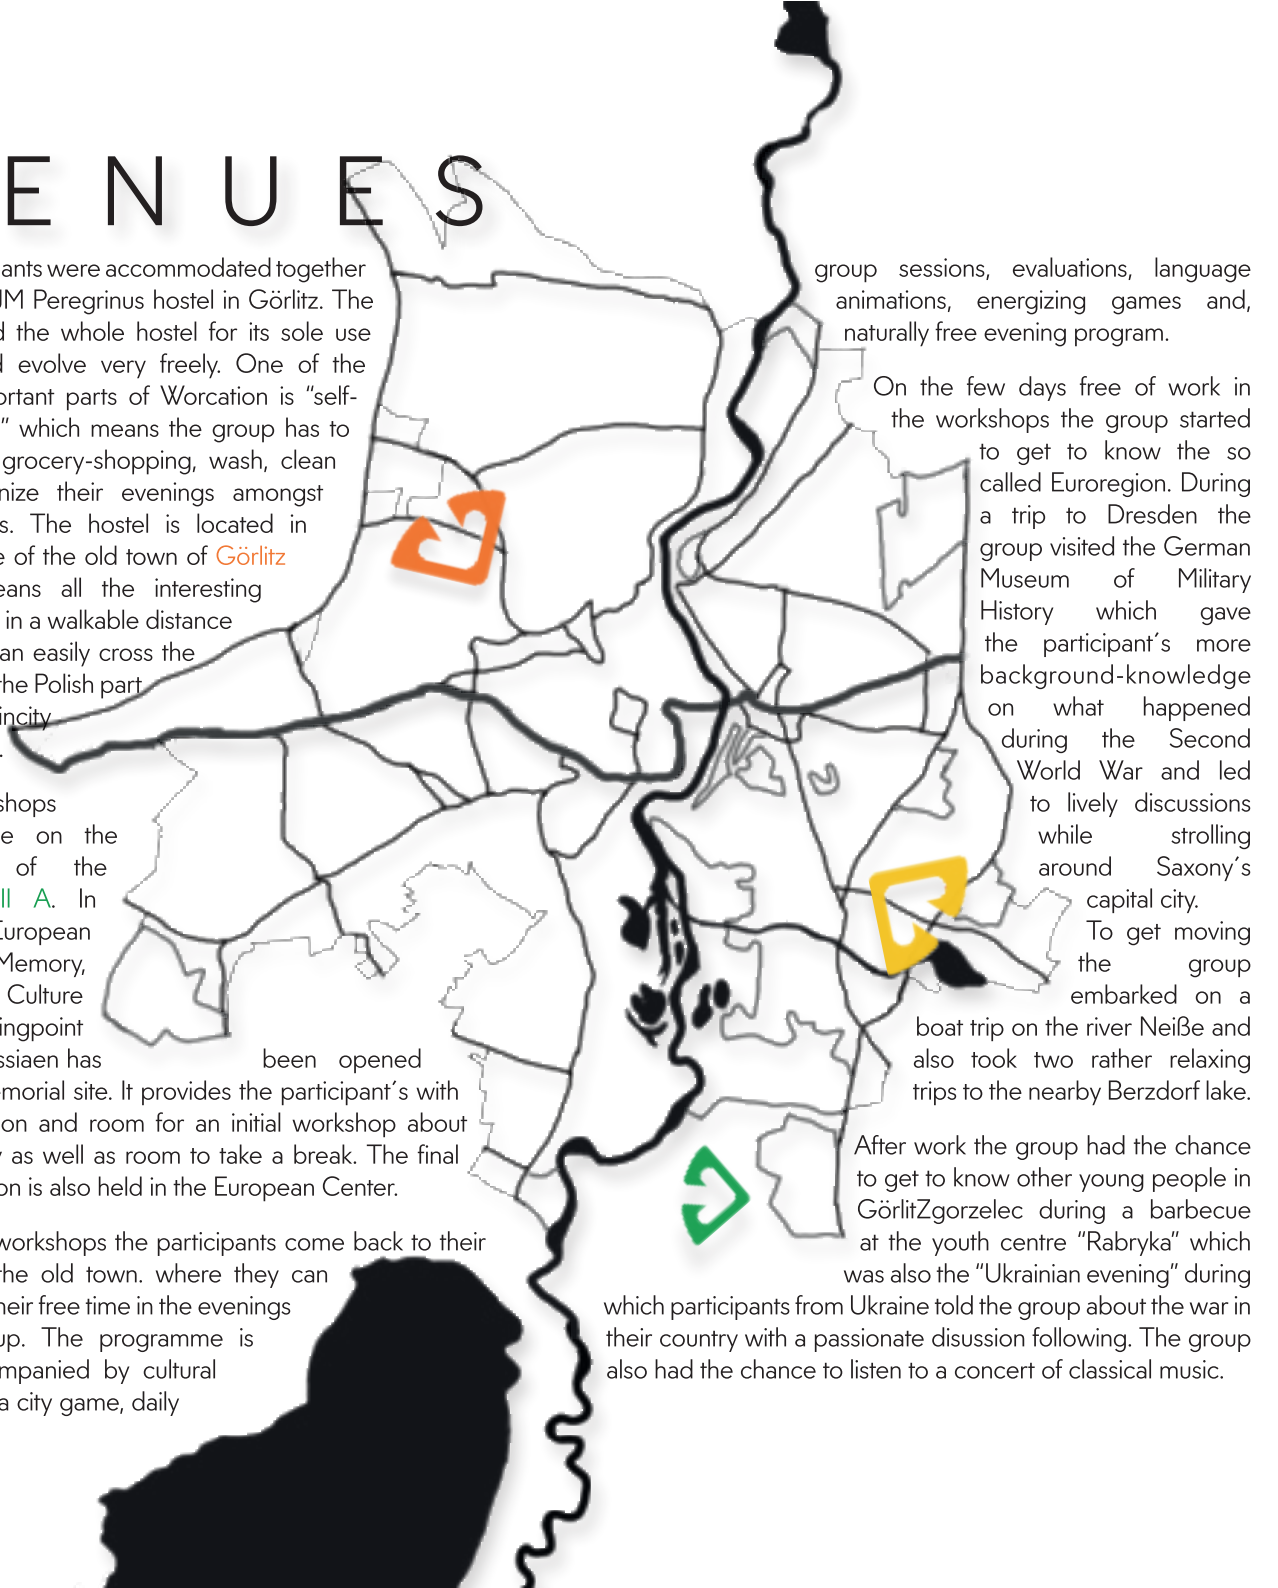 ENUES
ants were accommodated together
JM Peregrinus hostel in Görlitz. The
d the whole hostel for its sole use
d evolve very freely. One of the
ortant parts of Worcation is “self-
” which means the group has to
grocery-shopping, wash, clean
nize their evenings amongst
s. The hostel is located in
e of the old town of Görlitz
eans all the interesting
in a walkable distance
an easily cross the
the Polish part
incity
.
shops
e on the
of the
ll A. In
European
Memory,
Culture
ingpoint
ssiaen has been opened
emorial site. It provides the participant´s with
on and room for an initial workshop about
y as well as room to take a break. The final
on is also held in the European Center.
workshops the participants come back to their
the old town. where they can
heir free time in the evenings
up. The programme is
mpanied by cultural
a city game, daily
group sessions, evaluations, language
animations, energizing games and,
naturally free evening program.
On the few days free of work in
the workshops the group started
to get to know the so
called Euroregion. During
a trip to Dresden the
group visited the German
Museum of Military
History which gave
the participant´s more
background-knowledge
on what happened
during the Second
World War and led
to lively discussions
while strolling
around Saxony´s
capital city.
To get moving
the group
embarked on a
boat trip on the river Neiße and
also took two rather relaxing
trips to the nearby Berzdorf lake.
After work the group had the chance
to get to know other young people in
GörlitZgorzelec during a barbecue
at the youth centre “Rabryka” which
was also the “Ukrainian evening” during
which participants from Ukraine told the group about the war in
their country with a passionate disussion following. The group
also had the chance to listen to a concert of classical music.